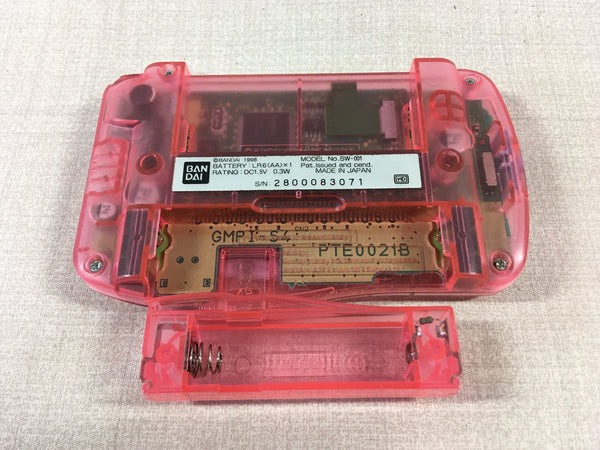 BAN
DAI
©BANDAI 1998
BATTERY : LR6(AA)×1
RATING : DC1.5V 0.3W
MODEL No.SW-001
Pat.issued and pend.
MADE IN JAPAN
S/N : 2800083071
GMPI-S4
PTE0021B